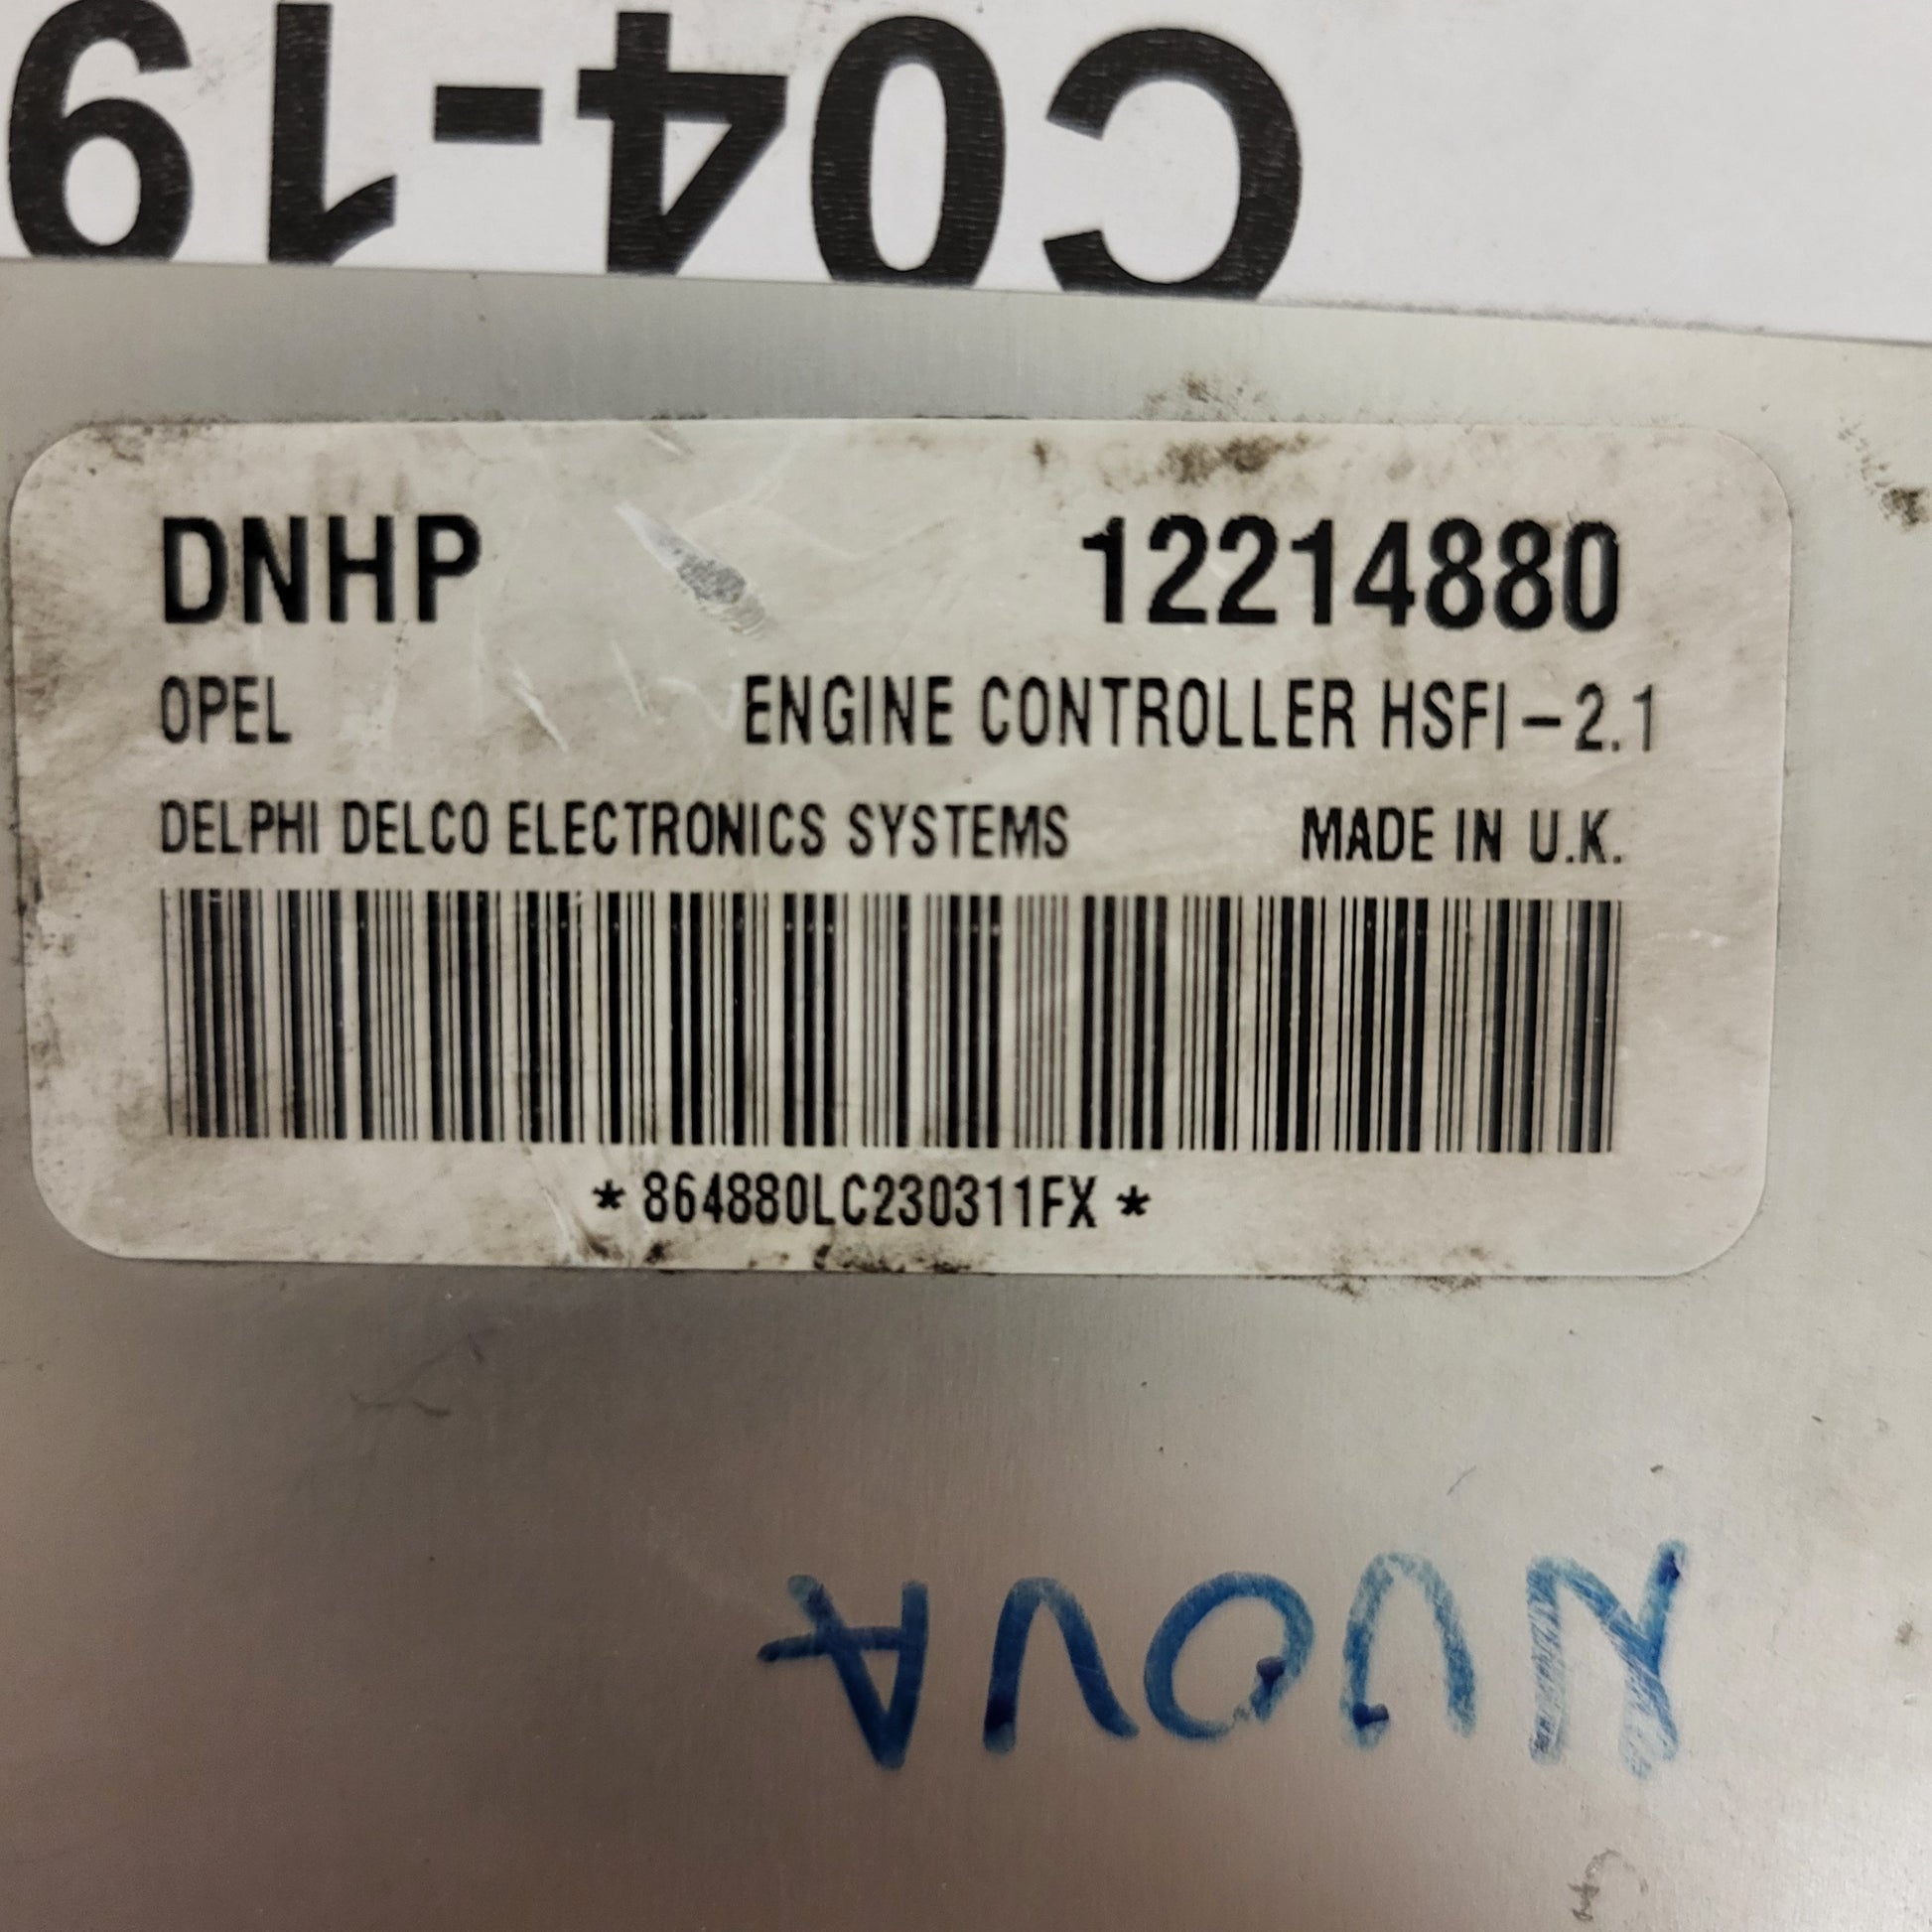 C04-19
DNHP 12214880
OPEL ENGINE CONTROLLER HSFI-2.1
DELPHI DELCO ELECTRONICS SYSTEMS MADE IN U.K.
*864880LC230311FX*
NUOVA